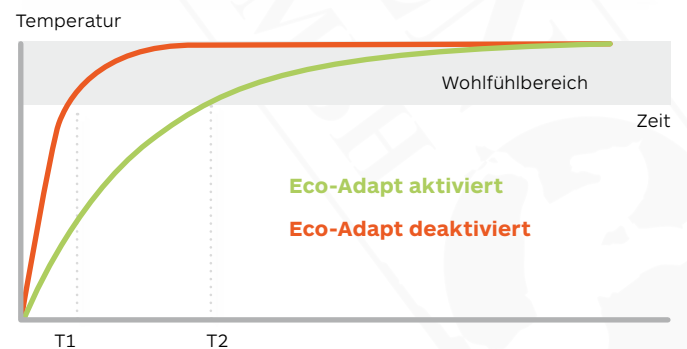 Temperatur
Wohlfühlbereich
Zeit
Eco-Adapt aktiviert
Eco-Adapt deaktiviert
T1 T2